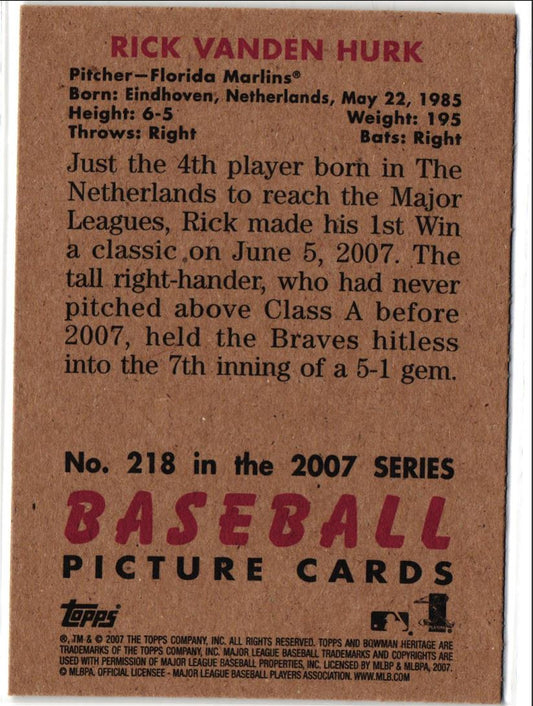 RICK VANDEN HURK
Pitcher—Florida Marlins®
Born: Eindhoven, Netherlands, May 22, 1985
Height: 6-5 Weight: 195
Throws: Right Bats: Right
Just the 4th player born in The
Netherlands to reach the Major
Leagues, Rick made his 1st Win
a classic on June 5, 2007. The
tall right-hander, who had never
pitched above Class A before
2007, held the Braves hitless
into the 7th inning of a 5-1 gem.
No. 218 in the 2007 SERIES
BASEBALL
PICTURE CARDS
topps
®, TM & © 2007 THE TOPPS COMPANY, INC. ALL RIGHTS RESERVED. TOPPS AND BOWMAN HERITAGE ARE
TRADEMARKS OF THE TOPPS COMPANY, INC. MAJOR LEAGUE BASEBALL TRADEMARKS AND COPYRIGHTS ARE
USED WITH PERMISSION OF MAJOR LEAGUE BASEBALL PROPERTIES, INC. LICENSED BY MLBP & MLBPA, 2007.
© MLBPA, OFFICIAL LICENSEE - MAJOR LEAGUE BASEBALL PLAYERS ASSOCIATION. WWW.MLB.COM